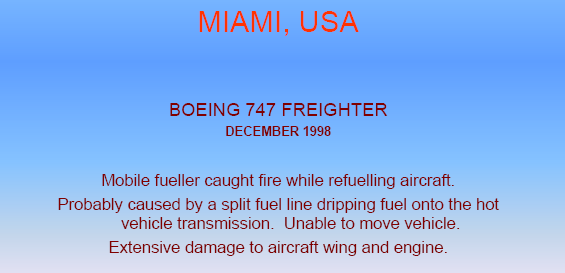 MIAMI, USA
BOEING 747 FREIGHTER
DECEMBER 1998
Mobile fueller caught fire while refuelling aircraft.
Probably caused by a split fuel line dripping fuel onto the hot
vehicle transmission.  Unable to move vehicle.
Extensive damage to aircraft wing and engine.